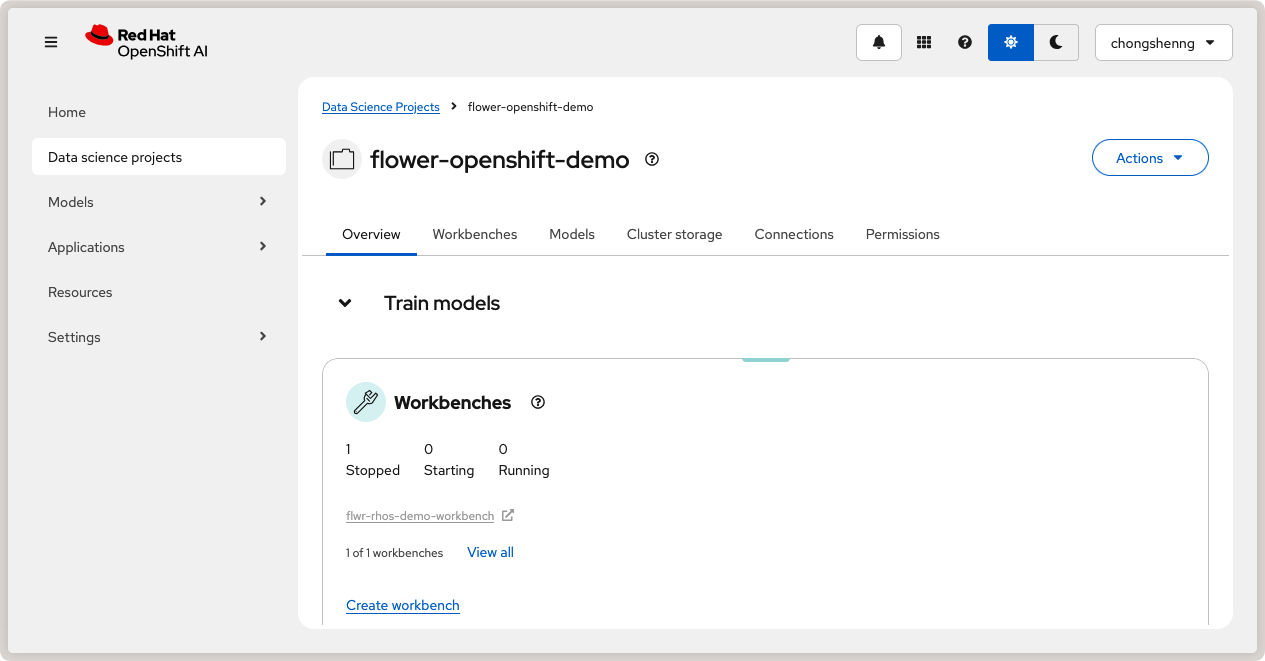 Red Hat
OpenShift AI
chongshenng
Home
Data science projects
Models
Applications
Resources
Settings
Data Science Projects > flower-openshift-demo
flower-openshift-demo
Actions
Overview Workbenches Models Cluster storage Connections Permissions
Train models
Workbenches
1 0 0
Stopped Starting Running
flwr-rhos-demo-workbench
1 of 1 workbenches View all
Create workbench